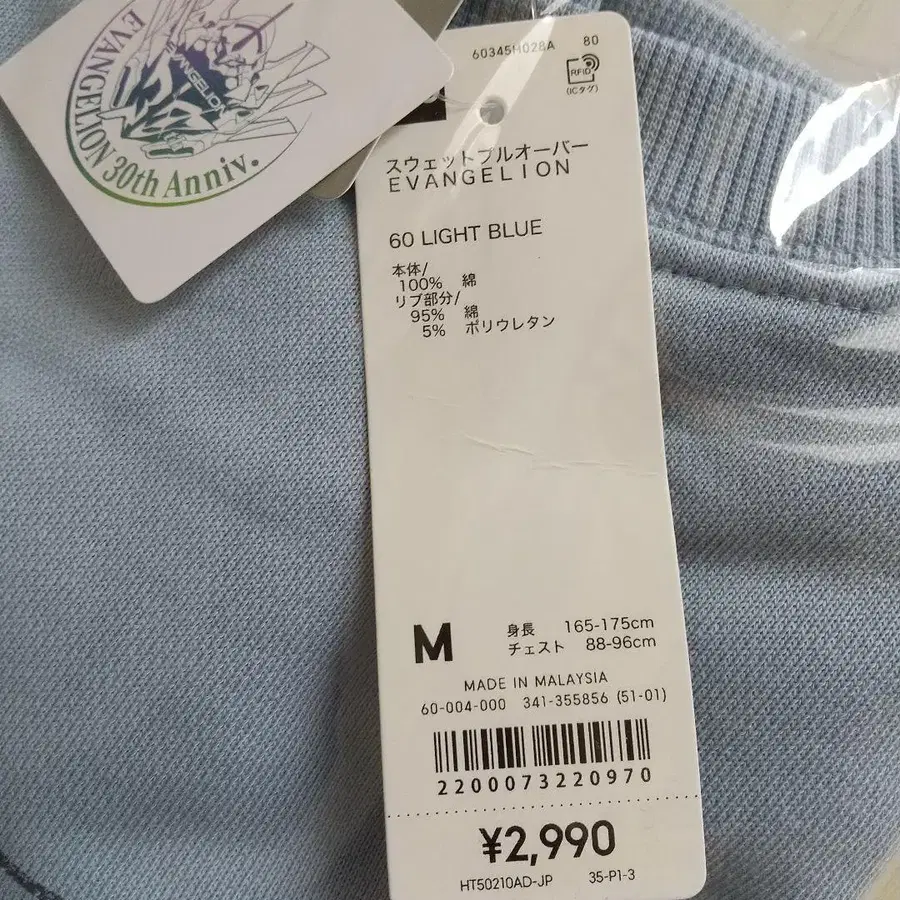 EVANGELION 30th Anniv.
EVANGELION
60345H028A 80
RFID
(ICタグ)
スウェットプルオーバー
EVANGELION
60 LIGHT BLUE
本体/
100% 綿
リブ部分/
95% 綿
5% ポリウレタン
M
身長 165-175cm
チェスト 88-96cm
MADE IN MALAYSIA
60-004-000 341-355856 (51-01)
2200073220970
¥2,990
HT50210AD-JP 35-P1-3